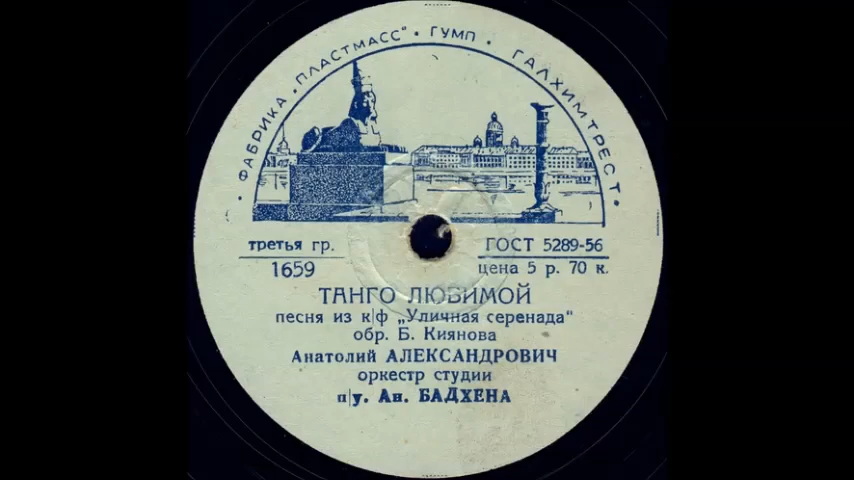 ФАБРИКА „ПЛАСТМАСС" • ГУМП • ГАЛХИМТРЕСТ
третья гр.
1659
ГОСТ 5289-56
цена 5 р. 70 к.
ТАНГО ЛЮБИМОЙ
песня из к|ф „Уличная серенада"
обр. Б. Киянова
Анатолий АЛЕКСАНДРОВИЧ
оркестр студии
п|у. Ан. БАДХЕНА